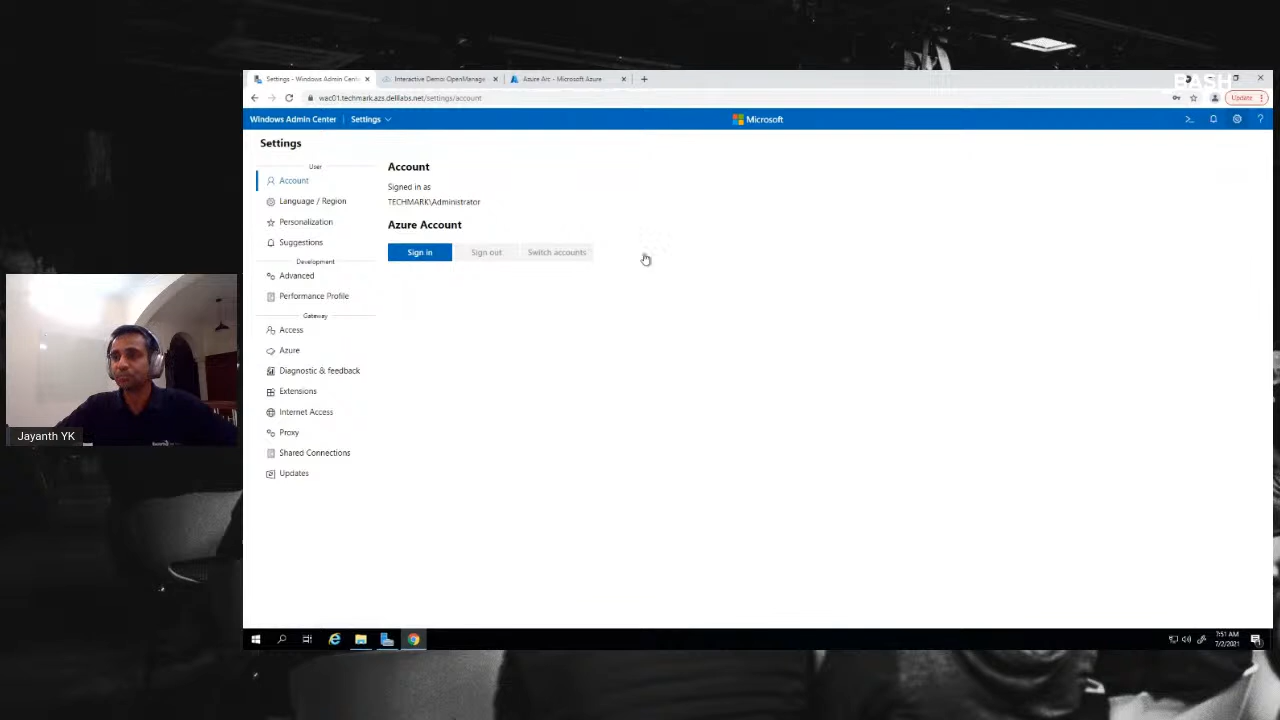 Settings - Windows Admin Cent
Interactive Demo: OpenManage
Azure Arc - Microsoft Azure
BASH
wac01.techmark.azs.delllabs.net/settings/account
Update
Windows Admin Center
Settings
Microsoft
Settings
User
Account
Language / Region
Personalization
Suggestions
Development
Advanced
Performance Profile
Gateway
Access
Azure
Diagnostic & feedback
Extensions
Internet Access
Proxy
Shared Connections
Updates
Account
Signed in as
TECHMARK\Administrator
Azure Account
Sign in
Sign out
Switch accounts
Jayanth YK
7:51 AM
7/2/2021